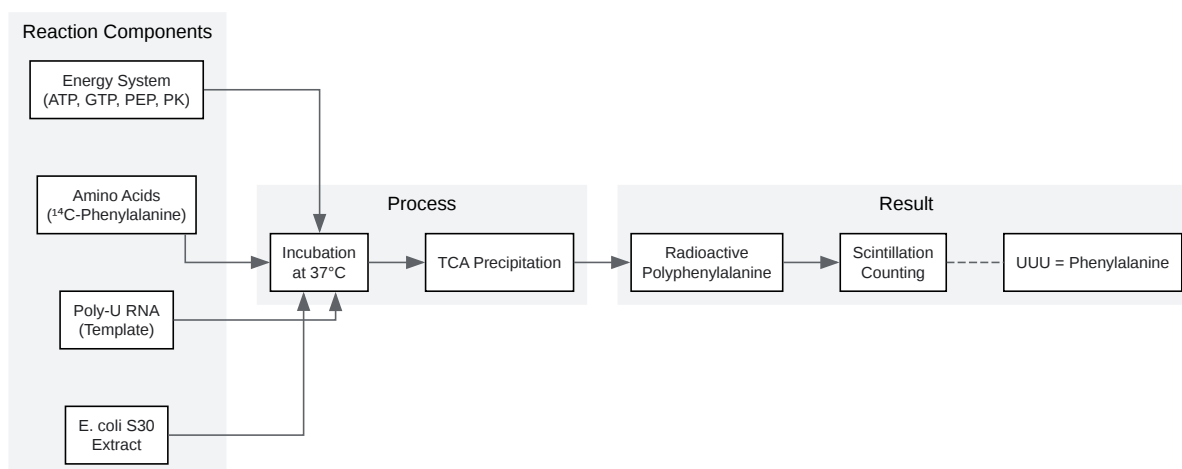 Reaction Components
Energy System
(ATP, GTP, PEP, PK)
Amino Acids
(¹⁴C-Phenylalanine)
Poly-U RNA
(Template)
E. coli S30
Extract
Process
Incubation
at 37°C
TCA Precipitation
Result
Radioactive
Polyphenylalanine
Scintillation
Counting
UUU = Phenylalanine